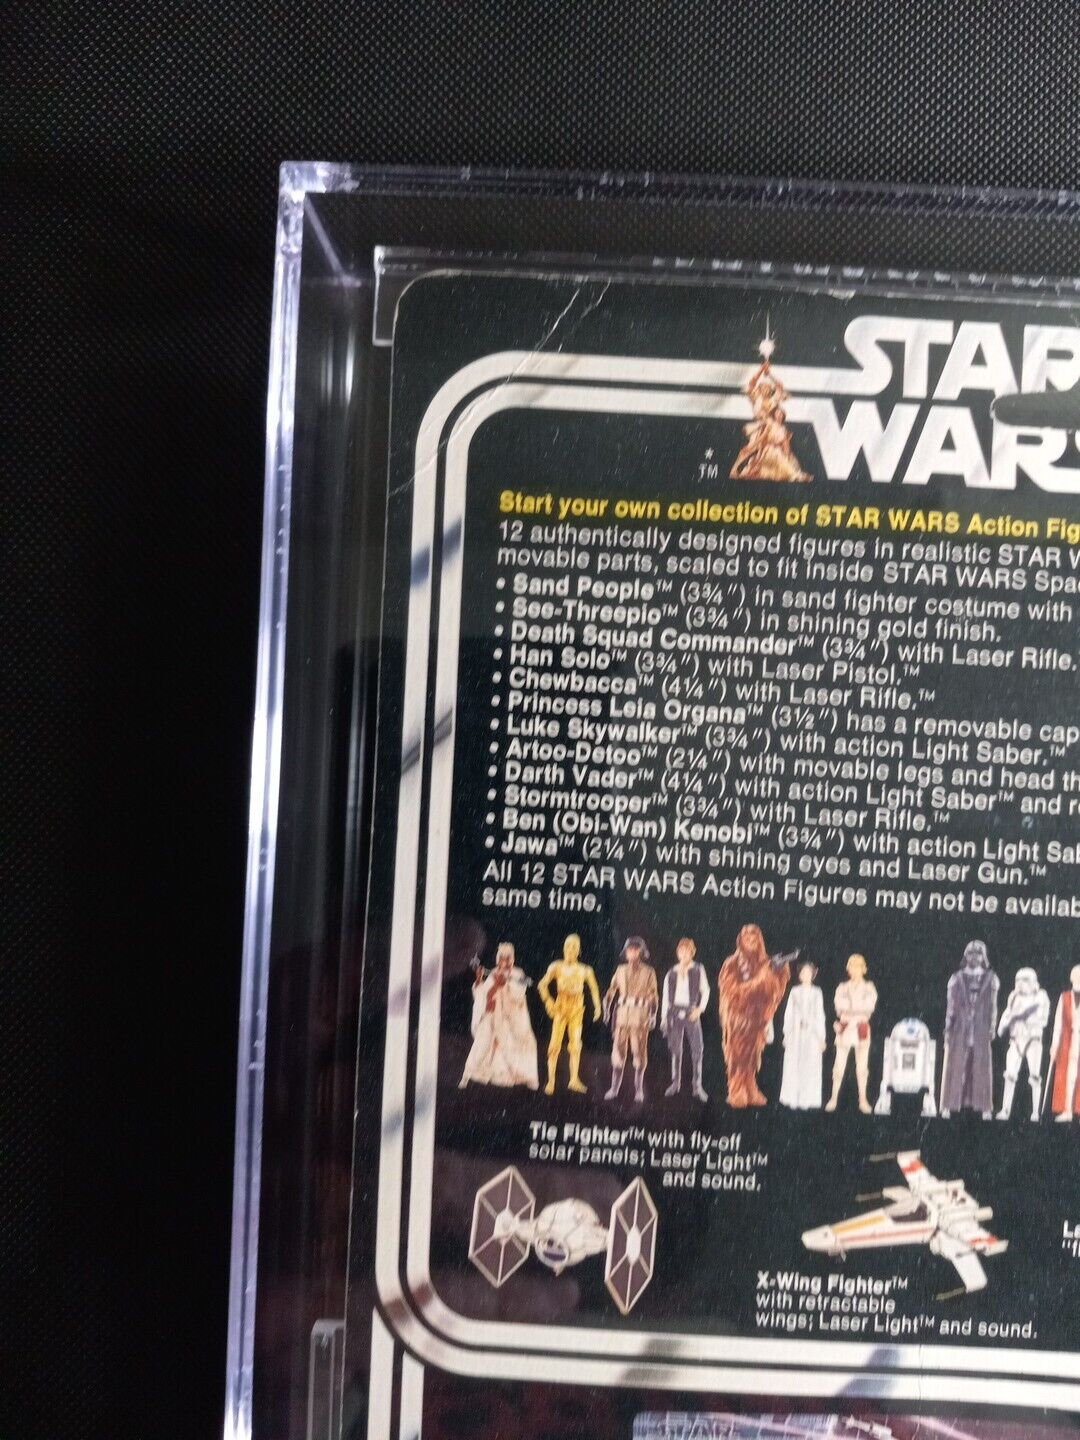 STAR
WARS
*
TM
Start your own collection of STAR WARS Action Fig
12 authentically designed figures in realistic STAR W
movable parts, scaled to fit inside STAR WARS Spac
• Sand People™ (3¾") in sand fighter costume with
• See-Threepio™ (3¾") in shining gold finish.
• Death Squad Commander™ (3¾") with Laser Rifle.
• Han Solo™ (3¾") with Laser Pistol.™
• Chewbacca™ (4¼") with Laser Rifle.™
• Princess Leia Organa™ (3½") has a removable cap
• Luke Skywalker™ (3¾") with action Light Saber.™
• Artoo-Detoo™ (2¼") with movable legs and head th
• Darth Vader™ (4¼") with action Light Saber™ and r
• Stormtrooper™ (3¾") with Laser Rifle.™
• Ben (Obi-Wan) Kenobi™ (3¾") with action Light Sab
• Jawa™ (2¼") with shining eyes and Laser Gun.™
All 12 STAR WARS Action Figures may not be availab
same time.
Tie Fighter™ with fly-off
solar panels; Laser Light™
and sound.
X-Wing Fighter™
with retractable
wings; Laser Light™ and sound.